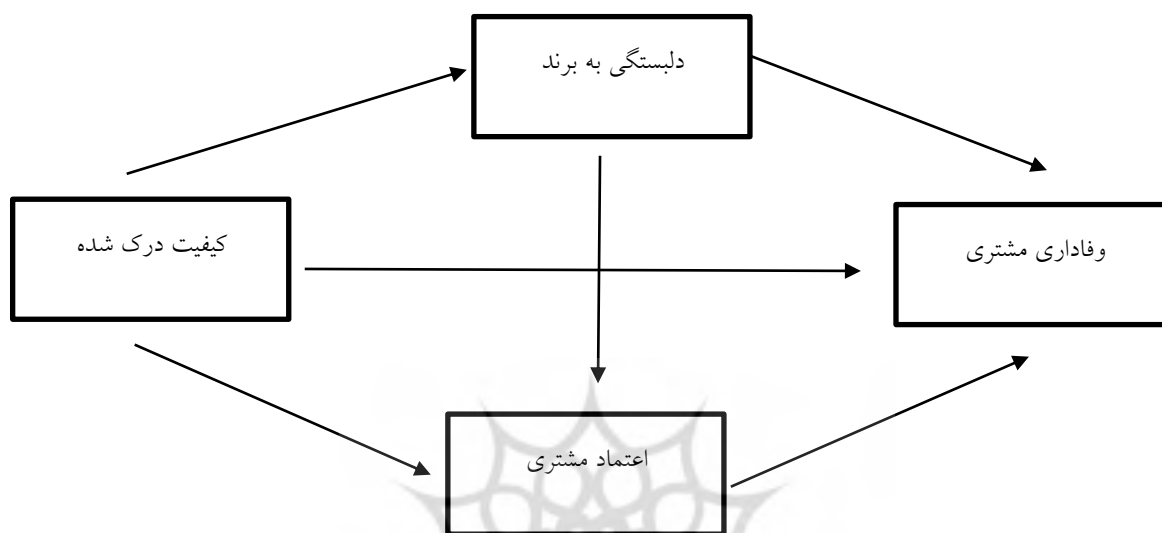 دلبستگی به برند
کیفیت درک شده
وفاداری مشتری
اعتماد مشتری